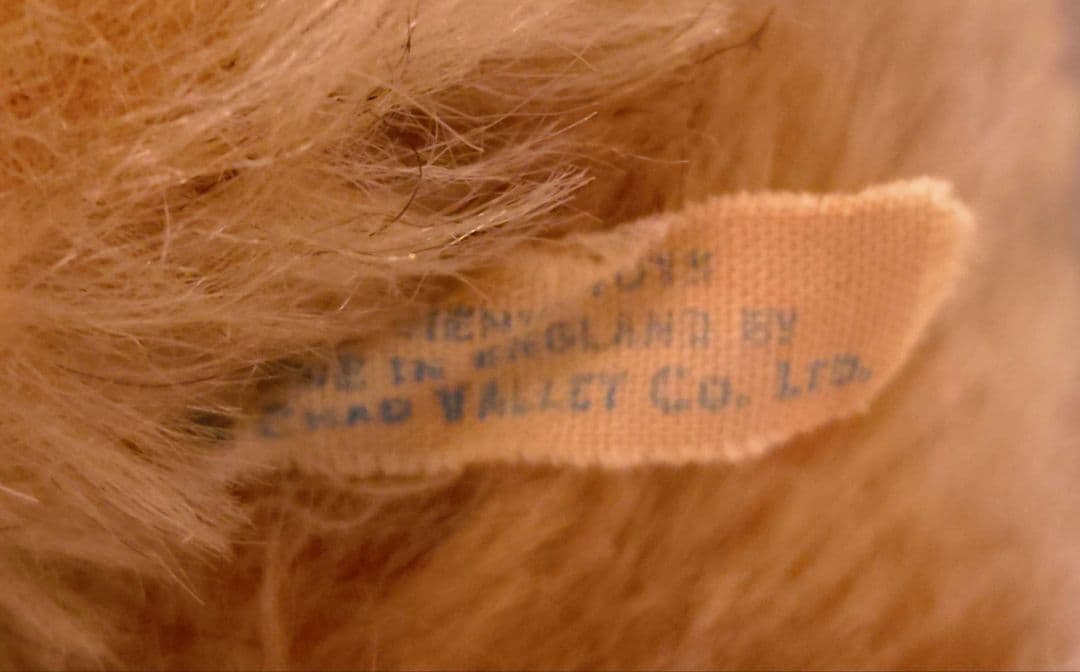 TOYS
IN ENGLAND BY
CHAD VALLEY CO. LTD.